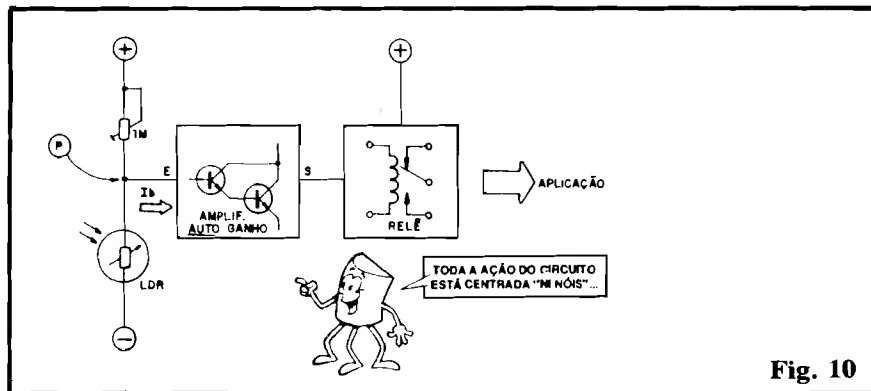 +
+
1M
P
E
S
Ib
AMPLIF.
AUTO GANHO
RELÊ
APLICAÇÃO
LDR
TODA A AÇÃO DO CIRCUITO
ESTÁ CENTRADA "NI NÓIS"...
−
Fig. 10